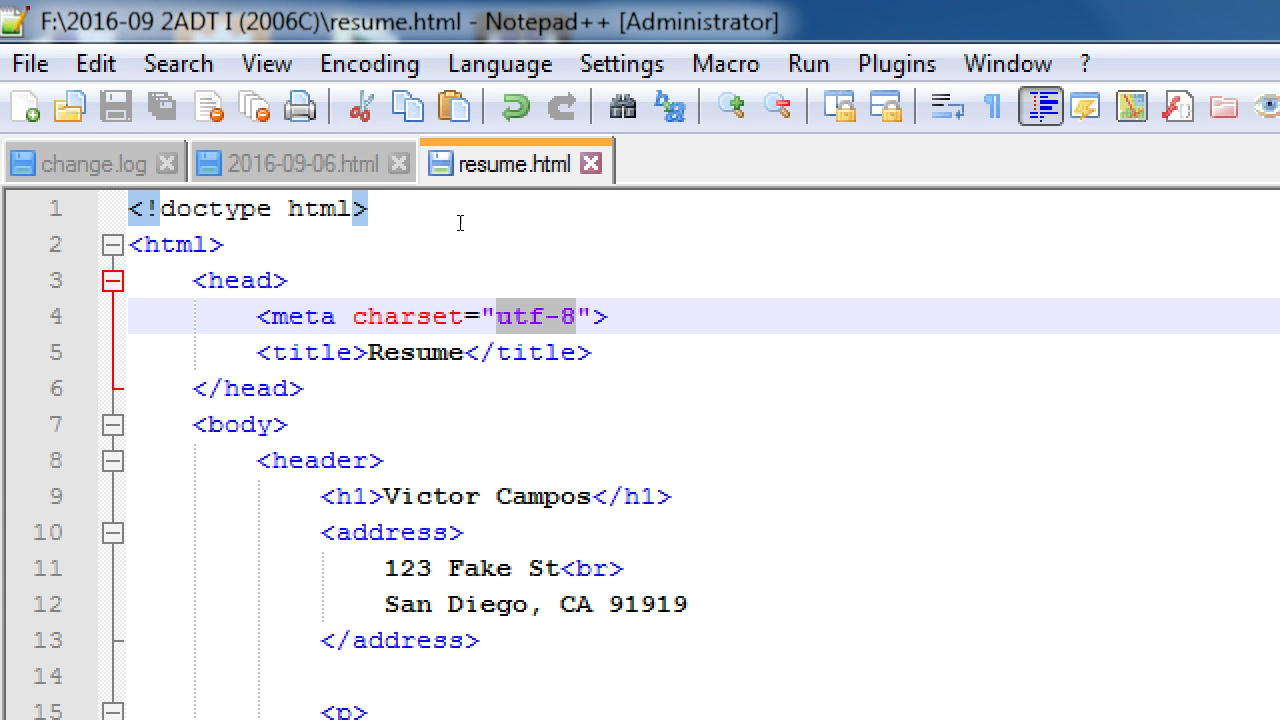 F:\2016-09 2ADT I (2006C)\resume.html - Notepad++ [Administrator]
File Edit Search View Encoding Language Settings Macro Run Plugins Window ?
change.log 2016-09-06.html resume.html
1 <!doctype html>
2 <html>
3 <head>
4 <meta charset="utf-8">
5 <title>Resume</title>
6 </head>
7 <body>
8 <header>
9 <h1>Victor Campos</h1>
10 <address>
11 123 Fake St<br>
12 San Diego, CA 91919
13 </address>
14
15 <p>